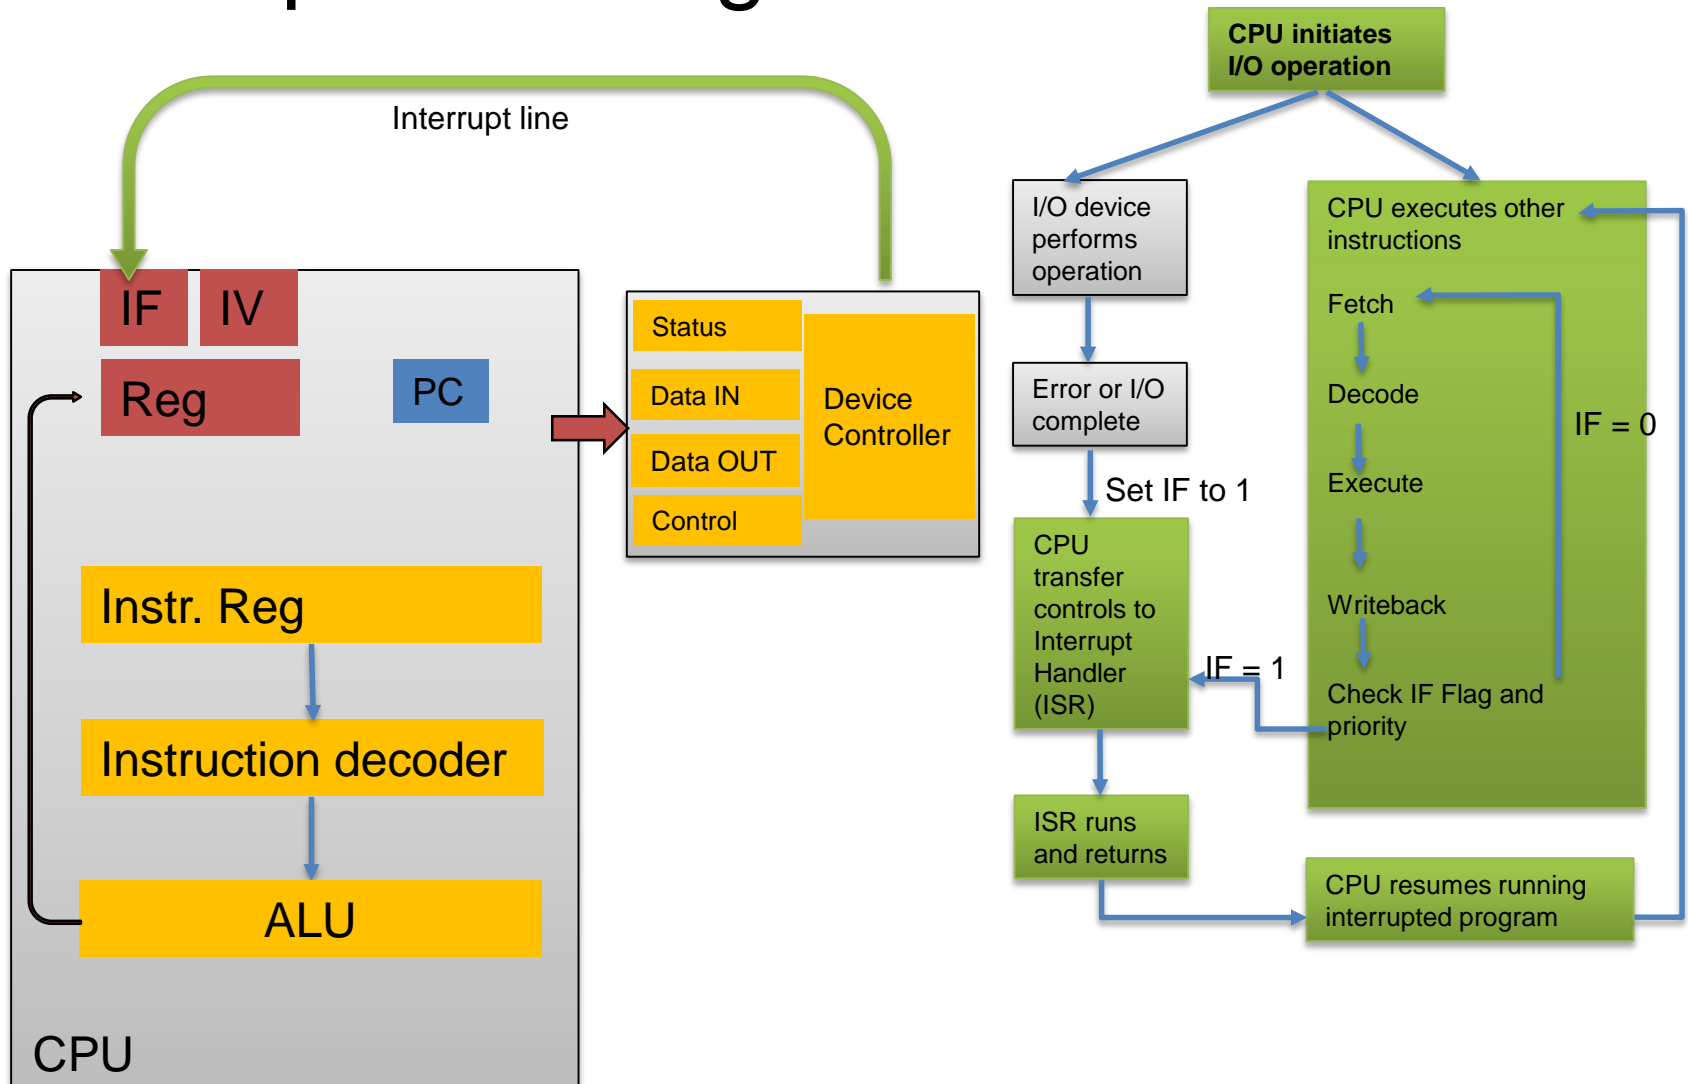 Interrupt line
IF
IV
Reg
PC
Instr. Reg
Instruction decoder
ALU
CPU
Status
Data IN
Data OUT
Control
Device
Controller
CPU initiates
I/O operation
I/O device
performs
operation
Error or I/O
complete
Set IF to 1
CPU
transfer
controls to
Interrupt
Handler
(ISR)
IF = 1
ISR runs
and returns
CPU executes other
instructions
Fetch
Decode
IF = 0
Execute
Writeback
Check IF Flag and
priority
CPU resumes running
interrupted program